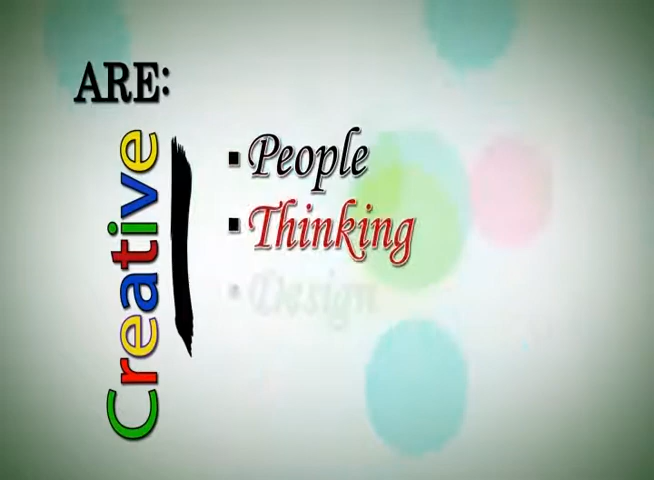 ARE:
Creative
▪ People
▪ Thinking
▪ Design